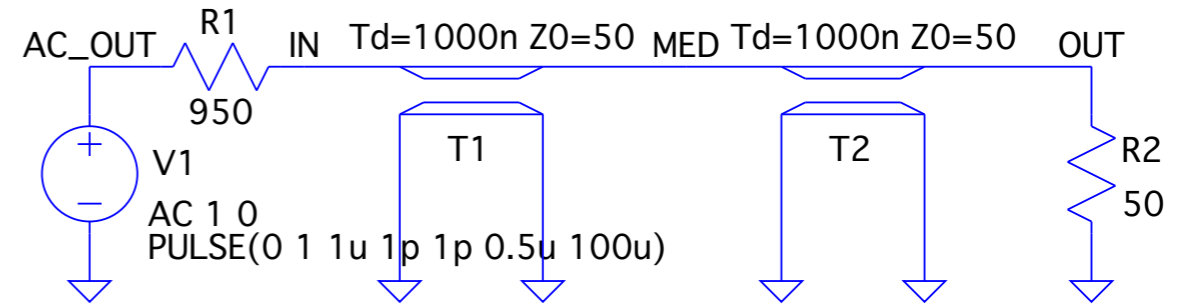 R1
AC_OUT
IN
Td=1000n Z0=50
MED
Td=1000n Z0=50
OUT
950
+
V1
T1
T2
R2
50
AC 1 0
PULSE(0 1 1u 1p 1p 0.5u 100u)